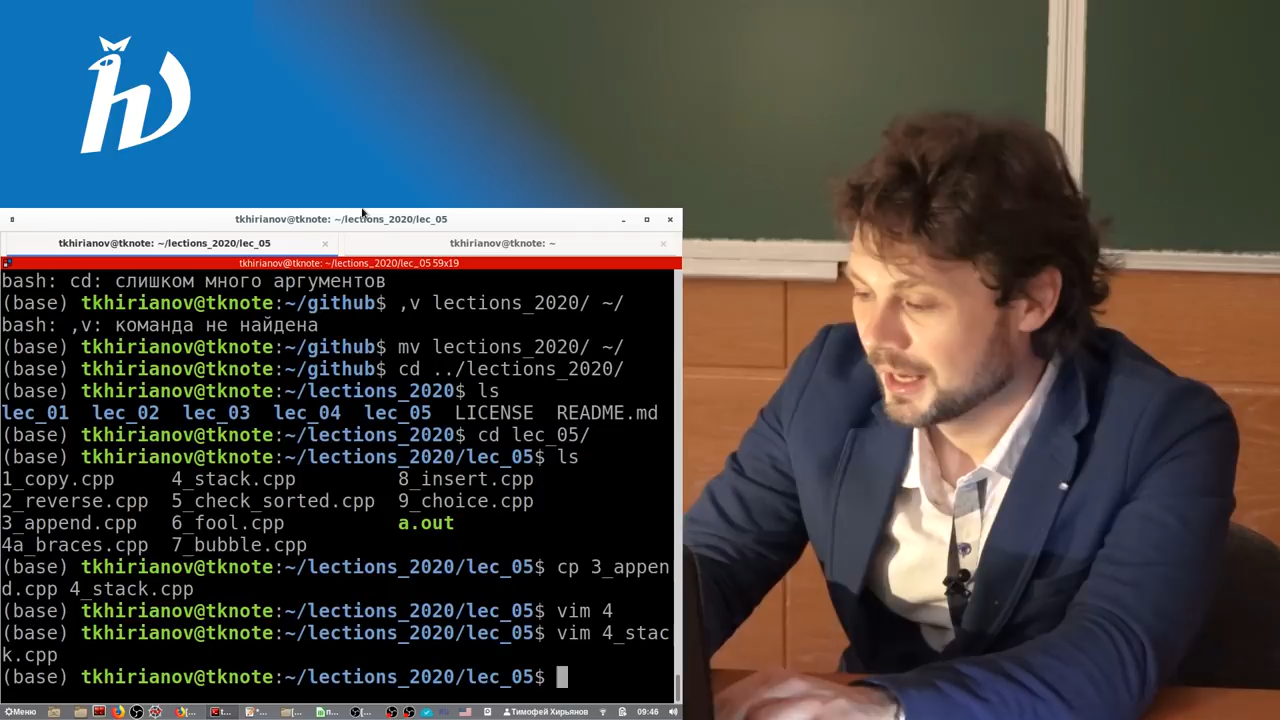 tkhirianov@tknote: ~/lections_2020/lec_05
tkhirianov@tknote: ~/lections_2020/lec_05
tkhirianov@tknote: ~
tkhirianov@tknote: ~/lections_2020/lec_05 59x19
bash: cd: слишком много аргументов
(base) tkhirianov@tknote:~/github$ ,v lections_2020/ ~/
bash: ,v: команда не найдена
(base) tkhirianov@tknote:~/github$ mv lections_2020/ ~/
(base) tkhirianov@tknote:~/github$ cd ../lections_2020/
(base) tkhirianov@tknote:~/lections_2020$ ls
lec_01 lec_02 lec_03 lec_04 lec_05 LICENSE README.md
(base) tkhirianov@tknote:~/lections_2020$ cd lec_05/
(base) tkhirianov@tknote:~/lections_2020/lec_05$ ls
1_copy.cpp 4_stack.cpp 8_insert.cpp
2_reverse.cpp 5_check_sorted.cpp 9_choice.cpp
3_append.cpp 6_fool.cpp a.out
4a_braces.cpp 7_bubble.cpp
(base) tkhirianov@tknote:~/lections_2020/lec_05$ cp 3_appen
d.cpp 4_stack.cpp
(base) tkhirianov@tknote:~/lections_2020/lec_05$ vim 4
(base) tkhirianov@tknote:~/lections_2020/lec_05$ vim 4_stac
k.cpp
(base) tkhirianov@tknote:~/lections_2020/lec_05$
Меню
Тимофей Хирьянов
09:46